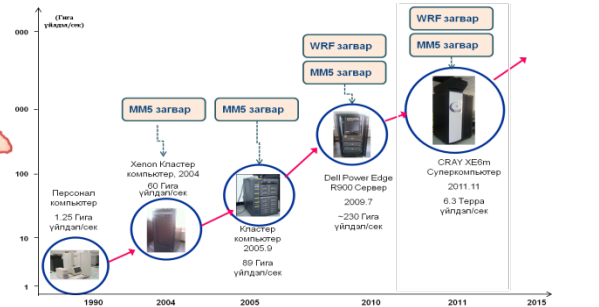 (Гига
үйлдэл/сек)
000
000
100
10
1
WRF загвар
MM5 загвар
WRF загвар
MM5 загвар
MM5 загвар
MM5 загвар
Персонал
компьютер
1.25 Гига
үйлдэл/сек
Xenon Кластер
компьютер, 2004
60 Гига
үйлдэл/сек
Кластер
компьютер
2005.9
89 Гига
үйлдэл/сек
Dell Power Edge
R900 Сервер
2009.7
~230 Гига
үйлдэл/сек
CRAY XE6m
Суперкомпьютер
2011.11
6.3 Терра
үйлдэл/сек
1990
2004
2005
2010
2011
2015